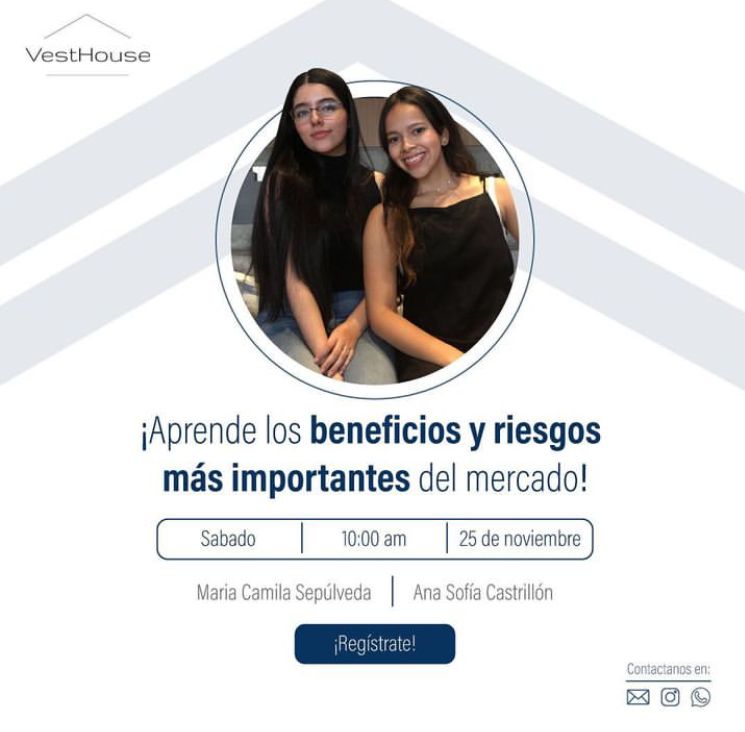 VestHouse
¡Aprende los beneficios y riesgos
más importantes del mercado!
Sabado | 10:00 am | 25 de noviembre
Maria Camila Sepúlveda | Ana Sofía Castrillón
¡Regístrate!
Contactanos en: